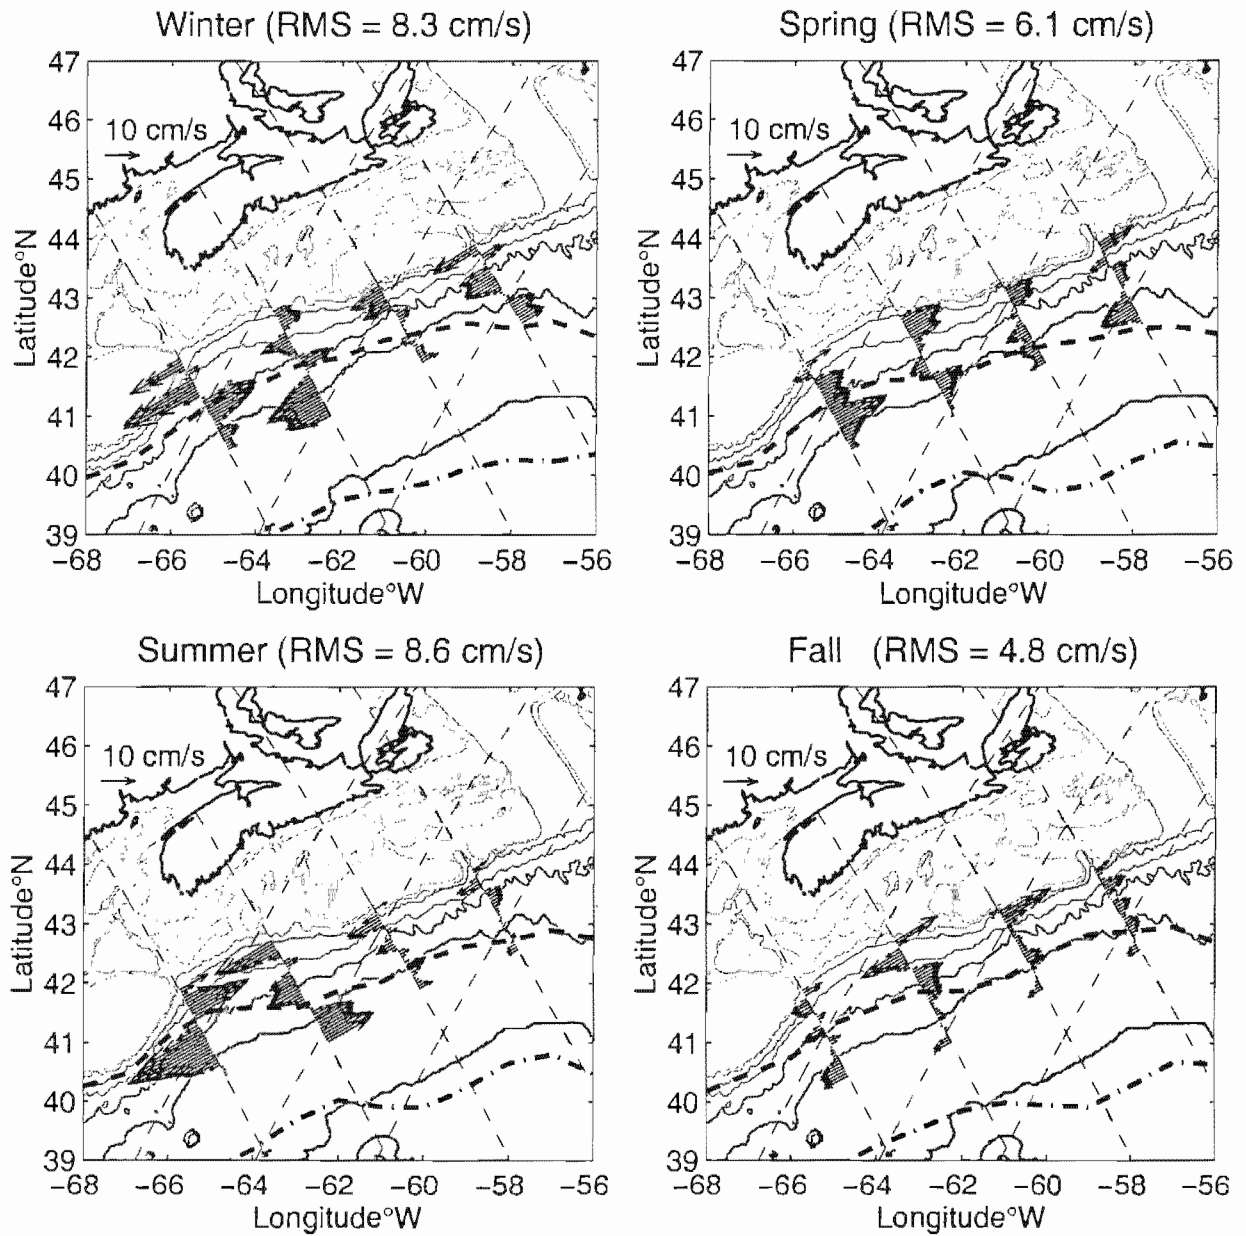 Winter (RMS = 8.3 cm/s)
47
46
45
44
43
42
41
40
39
10 cm/s
Latitude°N
−68 −66 −64 −62 −60 −58 −56
Longitude°W
Spring (RMS = 6.1 cm/s)
47
46
45
44
43
42
41
40
39
10 cm/s
Latitude°N
−68 −66 −64 −62 −60 −58 −56
Longitude°W
Summer (RMS = 8.6 cm/s)
47
46
45
44
43
42
41
40
39
10 cm/s
Latitude°N
−68 −66 −64 −62 −60 −58 −56
Longitude°W
Fall (RMS = 4.8 cm/s)
47
46
45
44
43
42
41
40
39
10 cm/s
Latitude°N
−68 −66 −64 −62 −60 −58 −56
Longitude°W